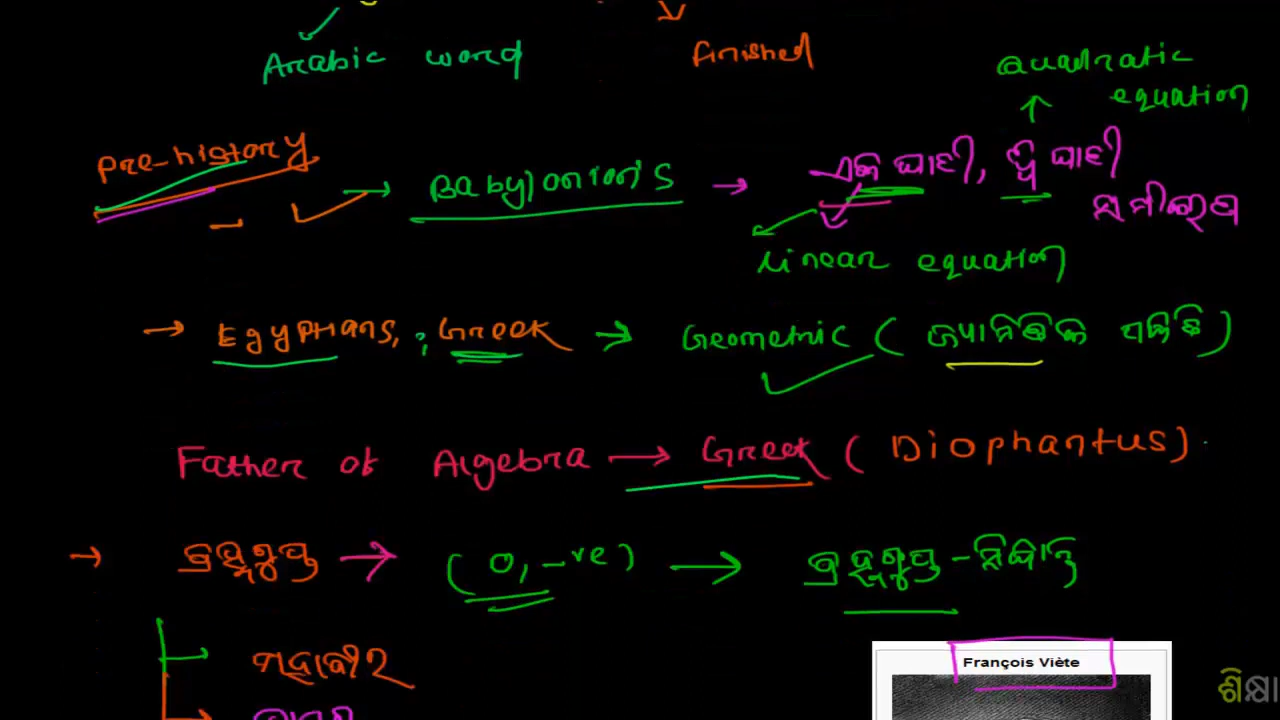 Arabic word finished
Quadratic
equation
Pre-history → Babylonion's → ଏକ ଘାତୀ, ଦ୍ୱି ଘାତୀ
ସମୀକରଣ
linear equation
→ Egyptians, ; Greek → Geometric (ଜ୍ୟାମିତିକ ପଦ୍ଧତି)
Father of Algebra → Greek (Diophantus)
→ ବ୍ରହ୍ମଗୁପ୍ତ → (0, -ve) → ବ୍ରହ୍ମଗୁପ୍ତ-ସିଦ୍ଧାନ୍ତ
ମହାବୀର
François Viète
ଶିକ୍ଷା